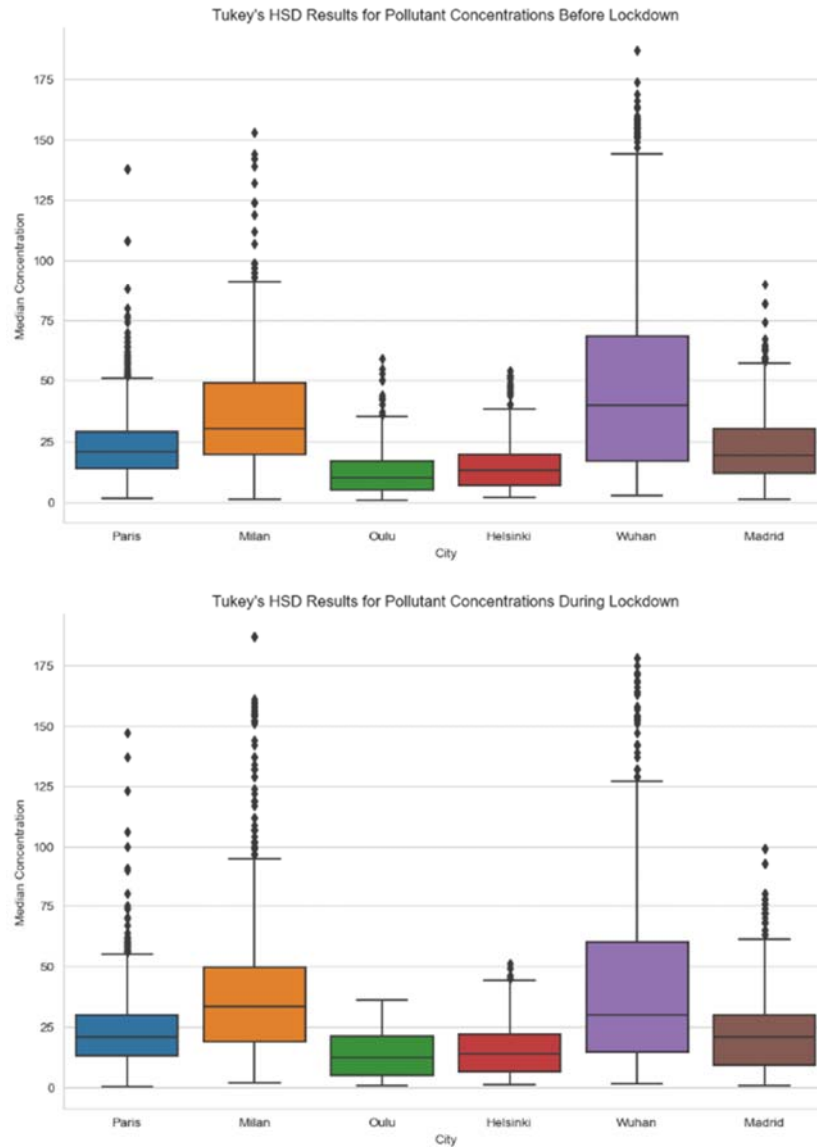 Tukey's HSD Results for Pollutant Concentrations Before Lockdown
175
150
125
100
75
50
25
0
Median Concentration
Paris Milan Oulu Helsinki Wuhan Madrid
City
Tukey's HSD Results for Pollutant Concentrations During Lockdown
175
150
125
100
75
50
25
0
Median Concentration
Paris Milan Oulu Helsinki Wuhan Madrid
City